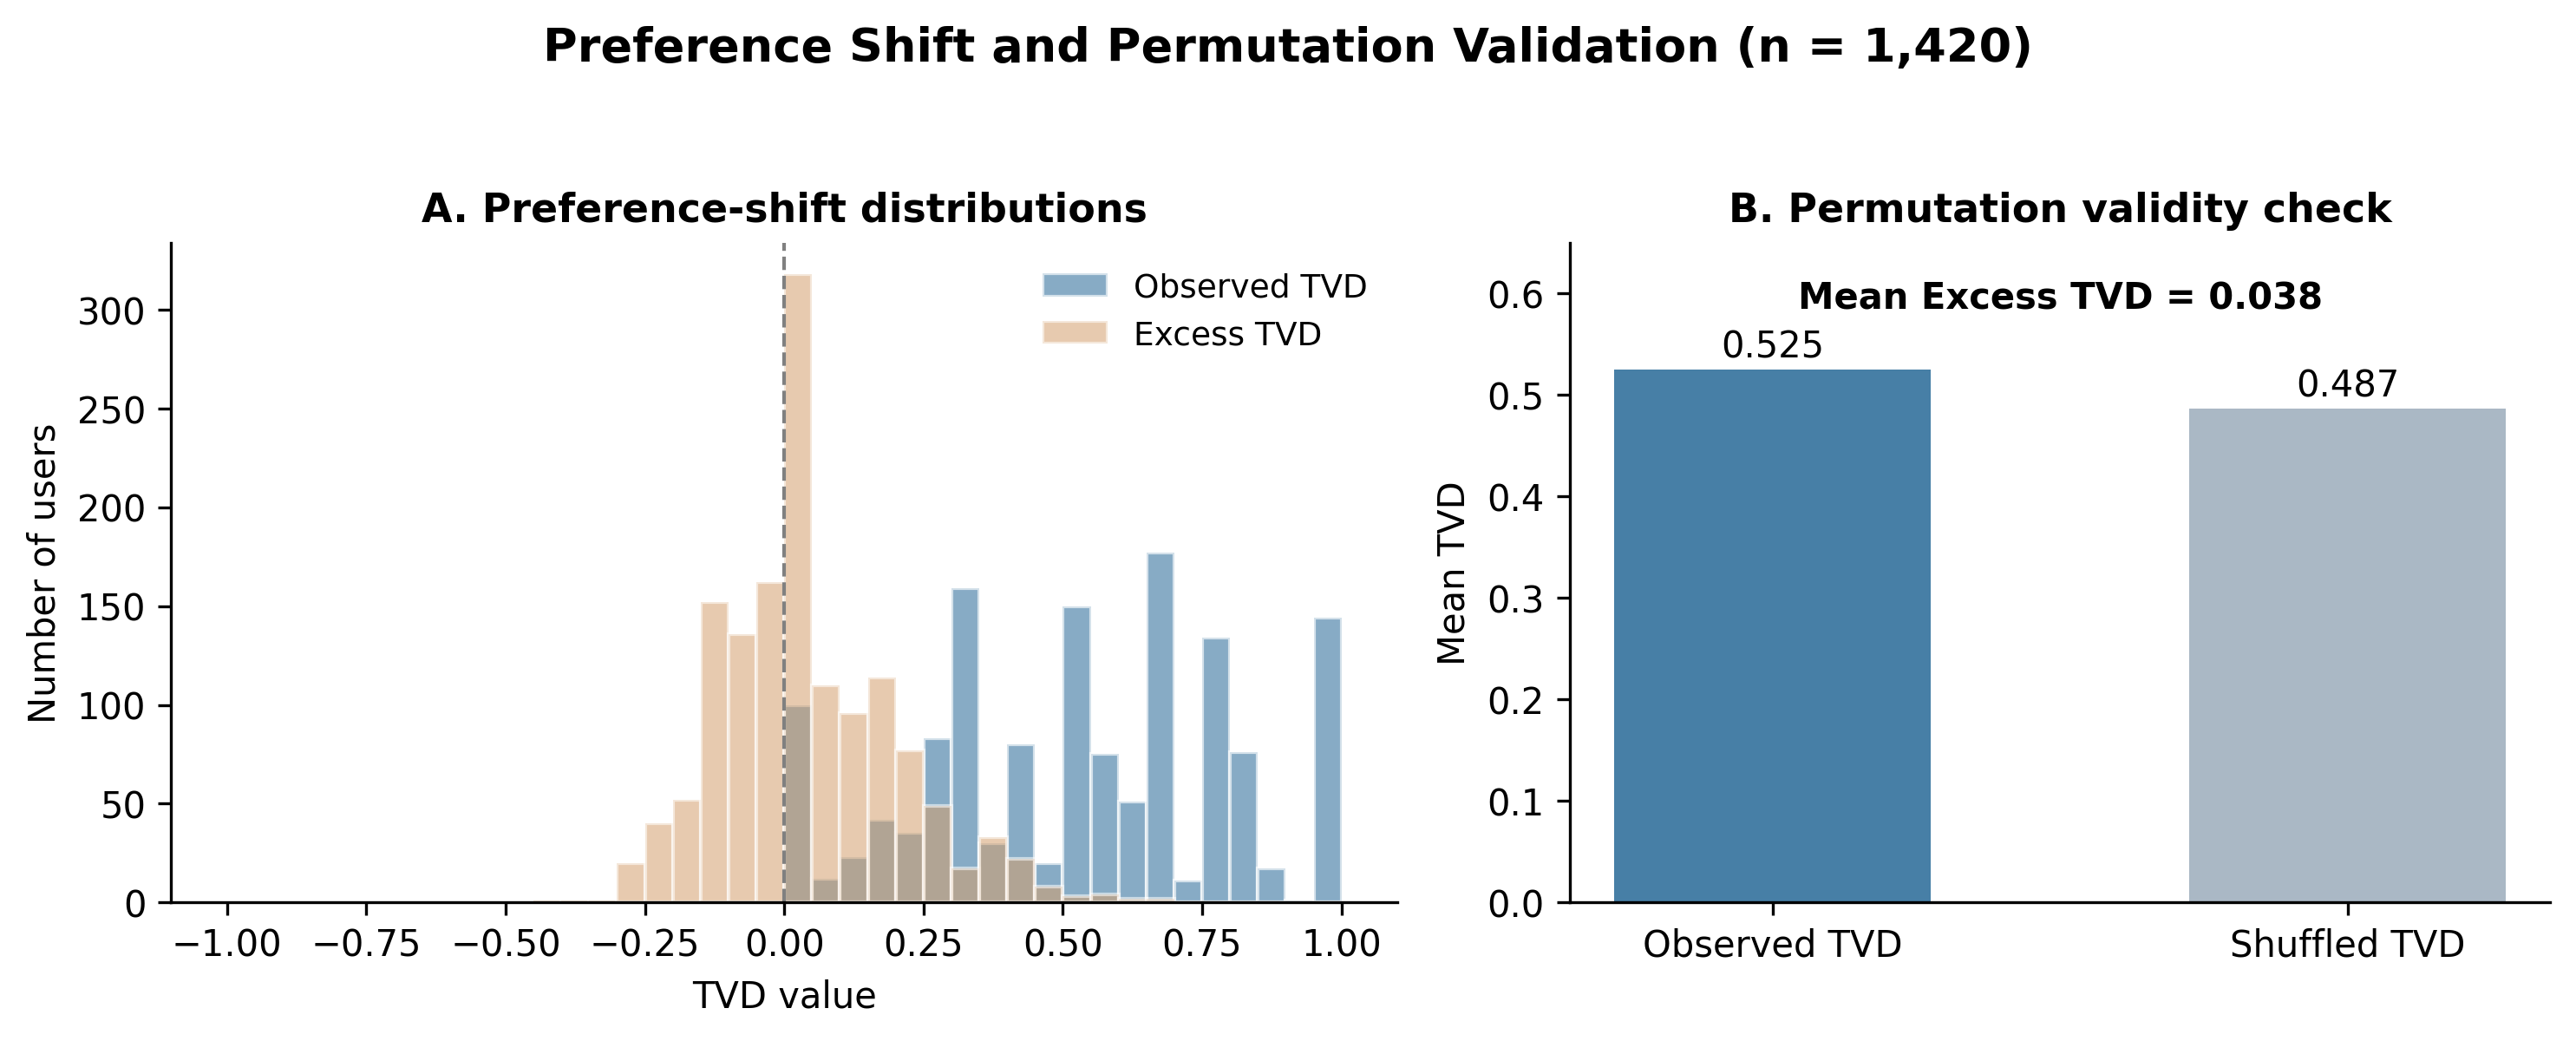 Preference Shift and Permutation Validation (n = 1,420)
A. Preference-shift distributions
Number of users
300
250
200
150
100
50
0
Observed TVD
Excess TVD
−1.00 −0.75 −0.50 −0.25 0.00 0.25 0.50 0.75 1.00
TVD value
B. Permutation validity check
Mean TVD
0.6
0.5
0.4
0.3
0.2
0.1
0.0
Mean Excess TVD = 0.038
0.525
0.487
Observed TVD Shuffled TVD